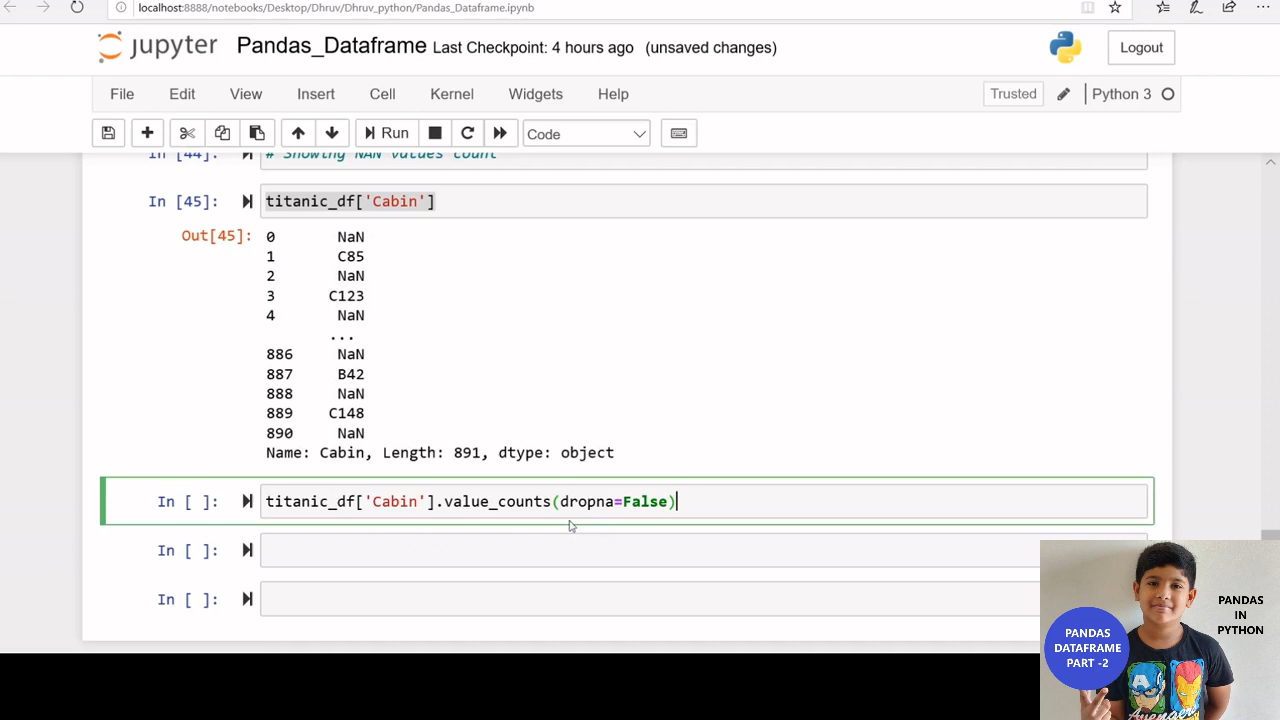 localhost:8888/notebooks/Desktop/Dhruv/Dhruv_python/Pandas_Dataframe.ipynb
jupyter Pandas_Dataframe Last Checkpoint: 4 hours ago (unsaved changes) Logout
File Edit View Insert Cell Kernel Widgets Help Trusted Python 3
Run Code
In [44]: # Showing NAN values count
In [45]: titanic_df['Cabin']
Out[45]: 0 NaN
1 C85
2 NaN
3 C123
4 NaN
...
886 NaN
887 B42
888 NaN
889 C148
890 NaN
Name: Cabin, Length: 891, dtype: object
In [ ]: titanic_df['Cabin'].value_counts(dropna=False)
In [ ]:
In [ ]:
PANDAS
IN
PYTHON
PANDAS
DATAFRAME
PART -2